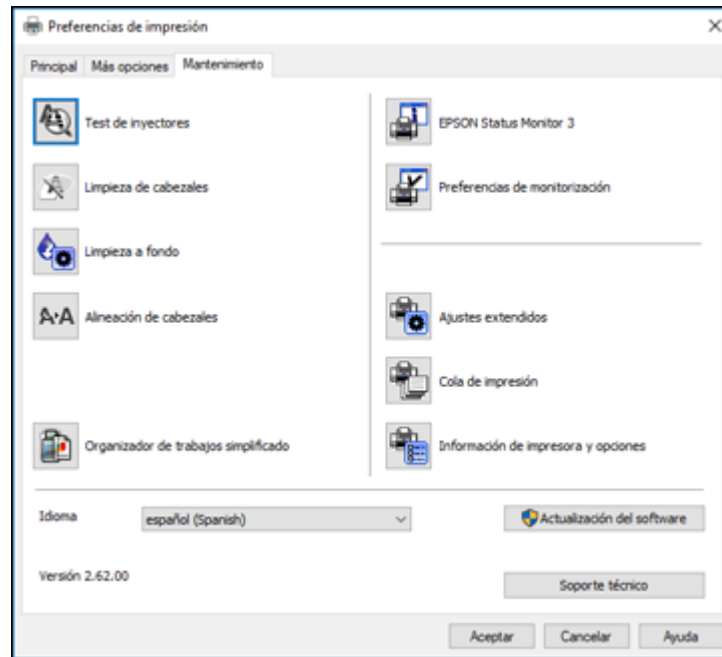 Preferencias de impresión
Principal Más opciones Mantenimiento
Test de inyectores
Limpieza de cabezales
Limpieza a fondo
A›A Alineación de cabezales
Organizador de trabajos simplificado
EPSON Status Monitor 3
Preferencias de monitorización
Ajustes extendidos
Cola de impresión
Información de impresora y opciones
Idioma español (Spanish) Actualización del software
Versión 2.62.00
Soporte técnico
Aceptar Cancelar Ayuda